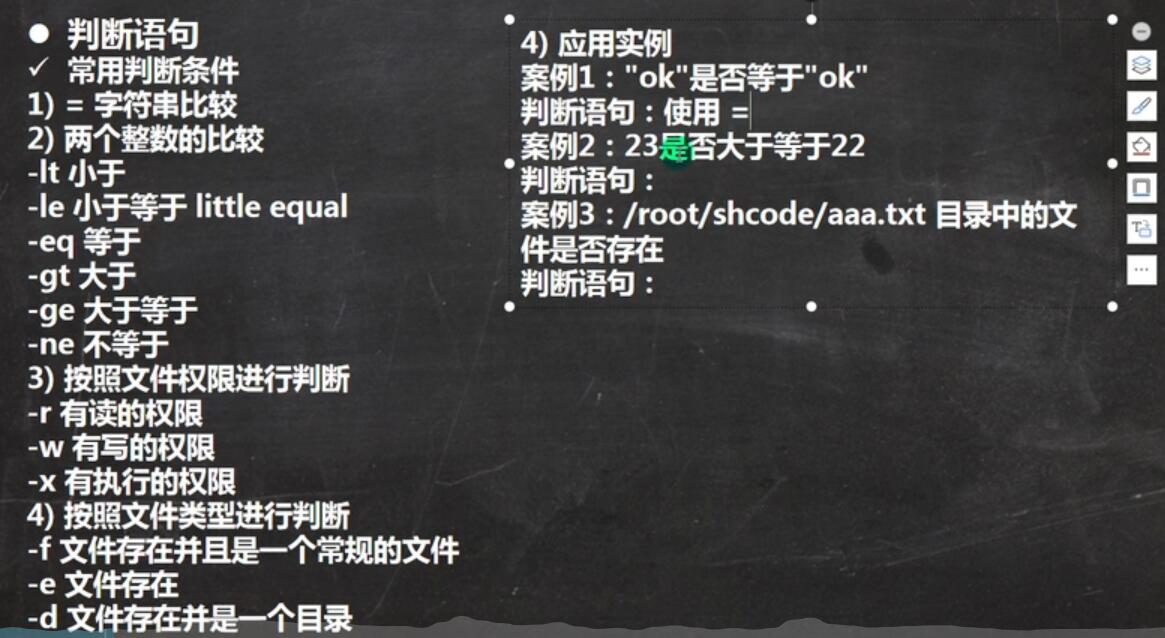 ● 判断语句
✓ 常用判断条件
1) = 字符串比较
2) 两个整数的比较
-lt 小于
-le 小于等于 little equal
-eq 等于
-gt 大于
-ge 大于等于
-ne 不等于
3) 按照文件权限进行判断
-r 有读的权限
-w 有写的权限
-x 有执行的权限
4) 按照文件类型进行判断
-f 文件存在并且是一个常规的文件
-e 文件存在
-d 文件存在并是一个目录
4) 应用实例
案例1："ok"是否等于"ok"
判断语句：使用 =
案例2：23是否大于等于22
判断语句：
案例3：/root/shcode/aaa.txt 目录中的文
件是否存在
判断语句：